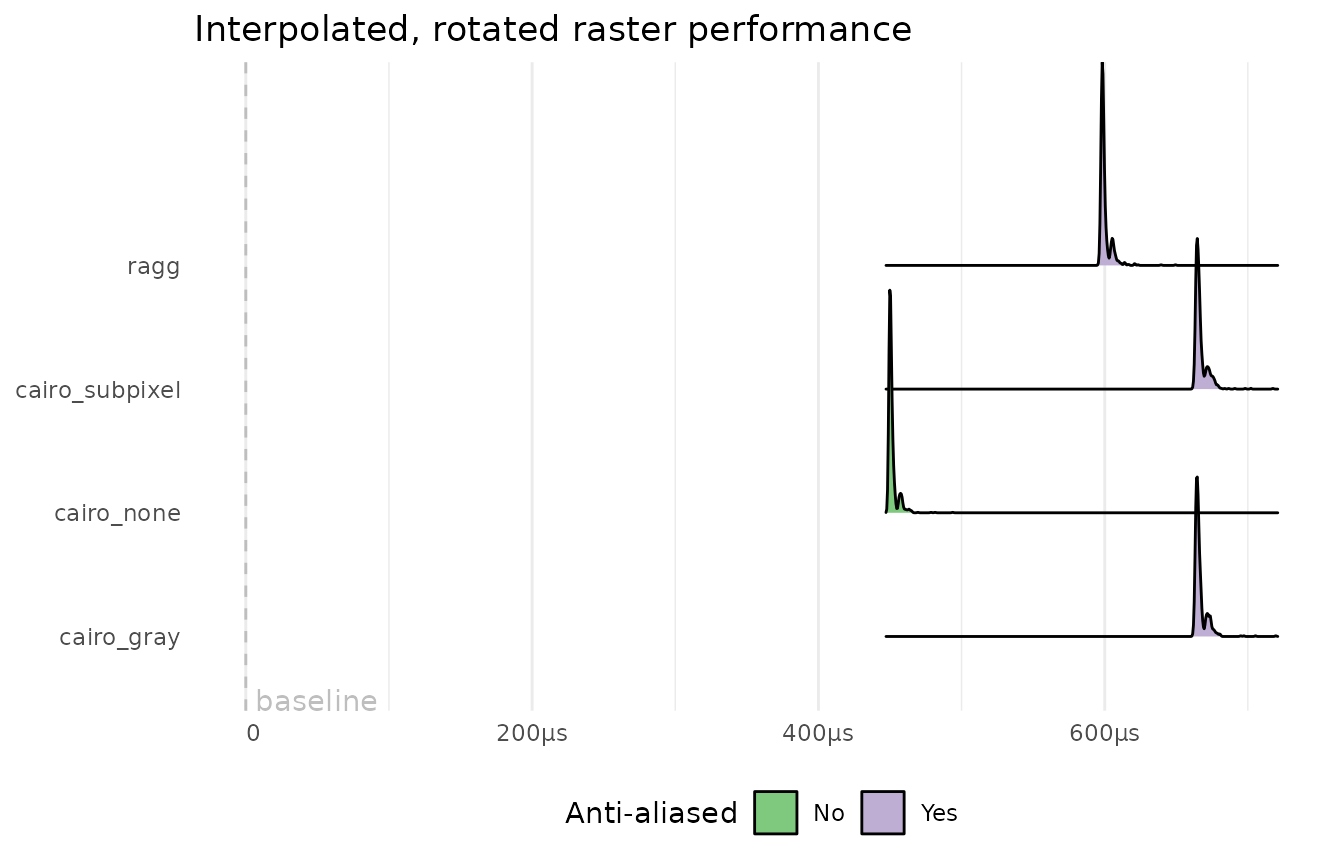 Interpolated, rotated raster performance
ragg
cairo_subpixel
cairo_none
cairo_gray
baseline
0 200µs 400µs 600µs
Anti-aliased No Yes